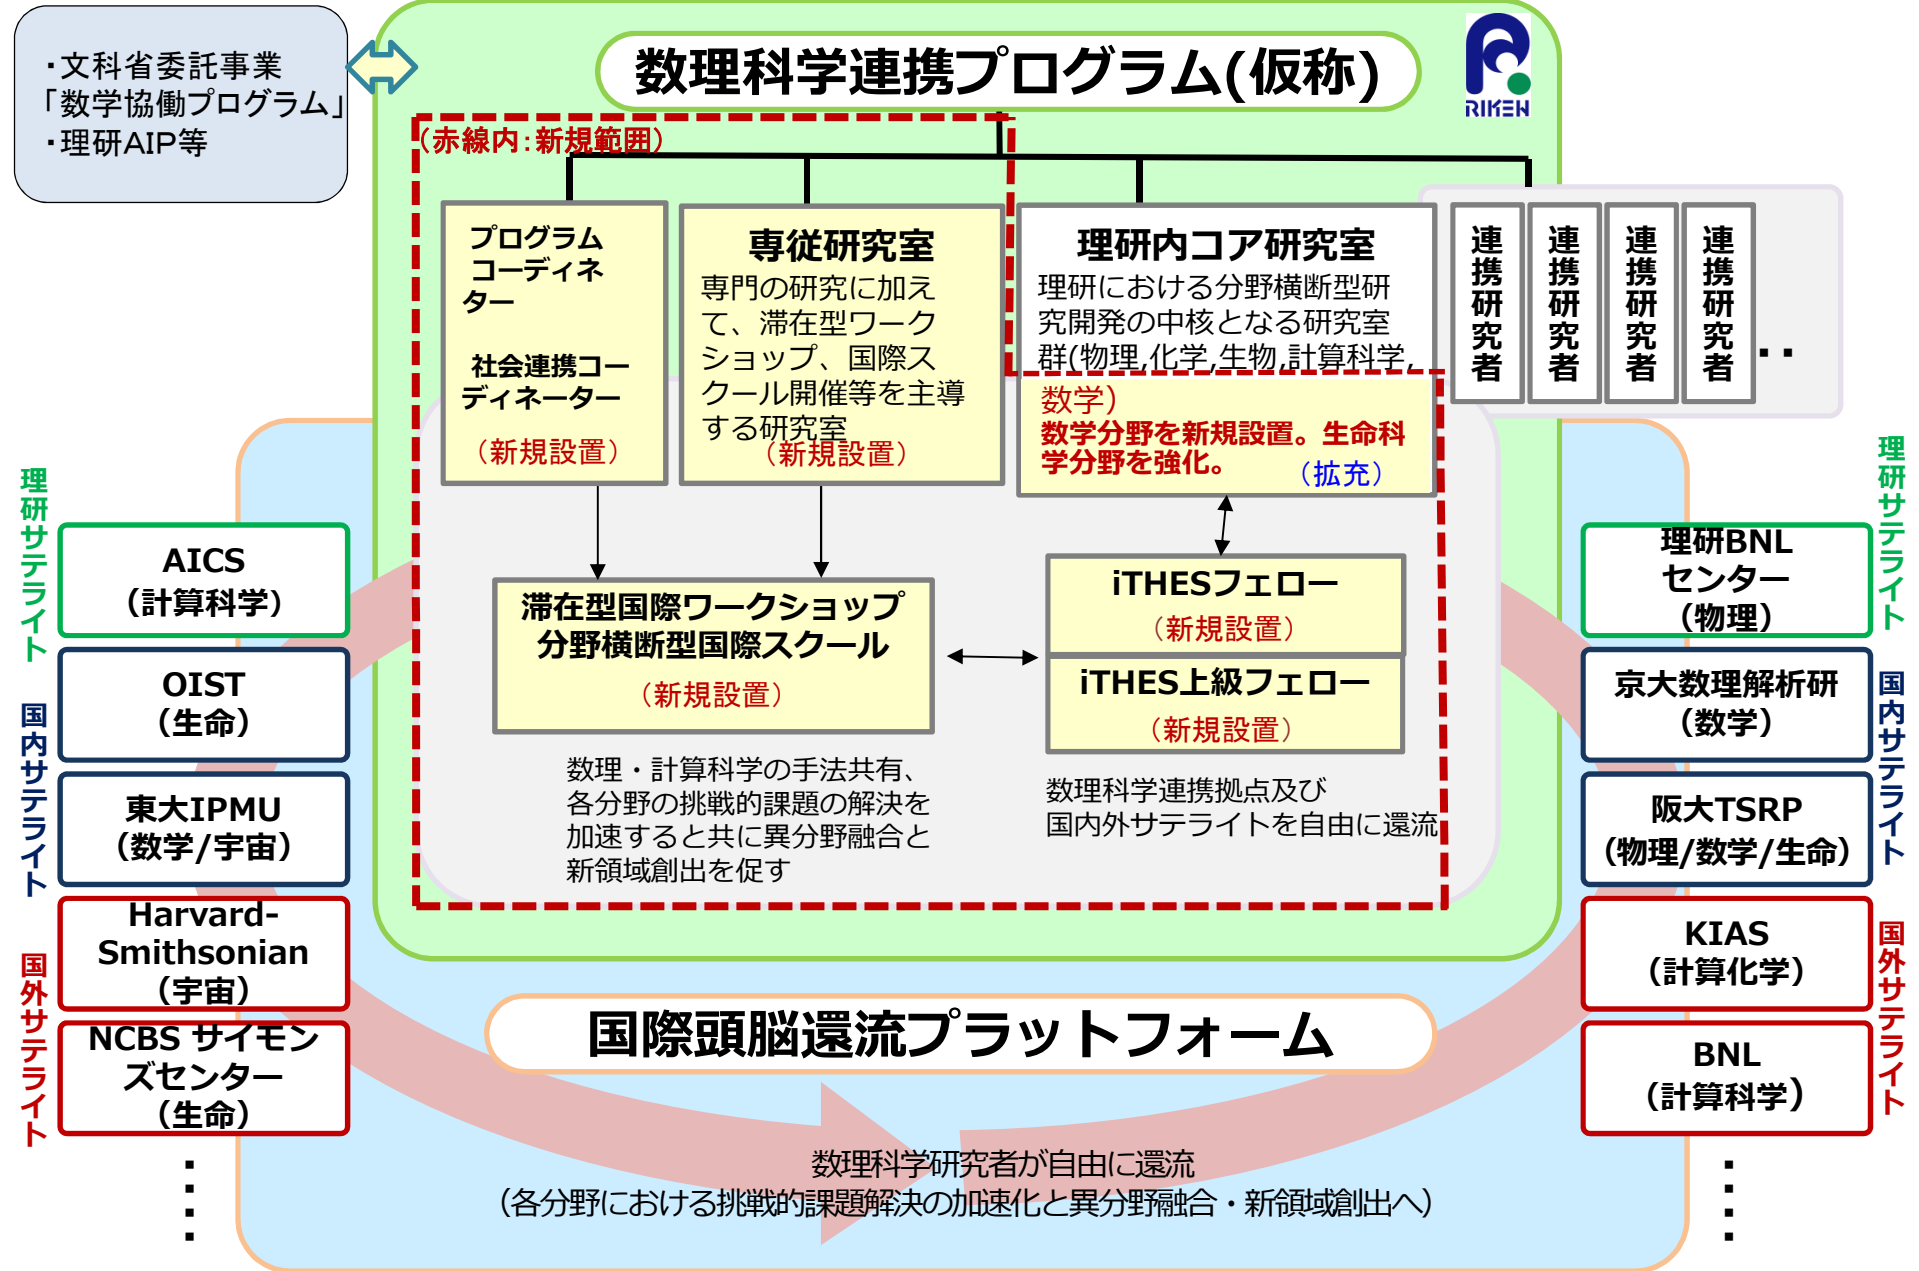 ・文科省委託事業
「数学協働プログラム」
・理研AIP等
数理科学連携プログラム(仮称)
RIKEN
（赤線内：新規範囲）
プログラム
コーディネ
ター
社会連携コー
ディネーター
（新規設置）
専従研究室
専門の研究に加え
て、滞在型ワーク
ショップ、国際ス
クール開催等を主導
する研究室
（新規設置）
理研内コア研究室
理研における分野横断型研
究開発の中核となる研究室
群(物理,化学,生物,計算科学,
数学)
数学分野を新規設置。生命科
学分野を強化。
（拡充）
連携研究者
連携研究者
連携研究者
連携研究者
・・
滞在型国際ワークショップ
分野横断型国際スクール
（新規設置）
iTHESフェロー
（新規設置）
iTHES上級フェロー
（新規設置）
数理・計算科学の手法共有、
各分野の挑戦的課題の解決を
加速すると共に異分野融合と
新領域創出を促す
数理科学連携拠点及び
国内外サテライトを自由に還流
理研サテライト
AICS
（計算科学）
国内サテライト
OIST
（生命）
東大IPMU
（数学/宇宙）
国外サテライト
Harvard-
Smithsonian
（宇宙）
NCBS サイモン
ズセンター
（生命）
・・・・
理研サテライト
理研BNL
センター
（物理）
国内サテライト
京大数理解析研
（数学）
阪大TSRP
（物理/数学/生命）
国外サテライト
KIAS
（計算化学）
BNL
（計算科学）
・・・・
国際頭脳還流プラットフォーム
数理科学研究者が自由に還流
（各分野における挑戦的課題解決の加速化と異分野融合・新領域創出へ）